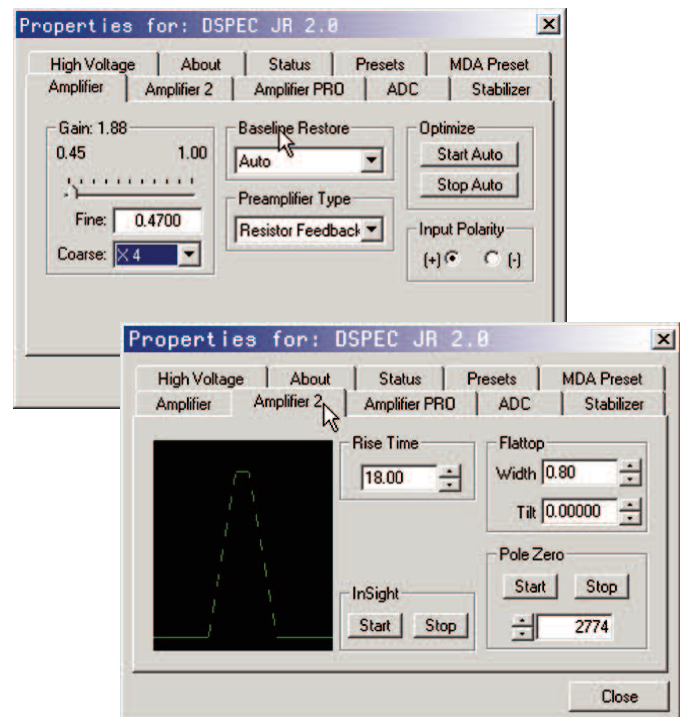 Properties for: DSPEC JR 2.0
High Voltage About Status Presets MDA Preset
Amplifier Amplifier 2 Amplifier PRO ADC Stabilizer
Gain: 1.88
0.45 1.00
Fine: 0.4700
Coarse: X 4
Baseline Restore
Auto
Preamplifier Type
Resistor Feedback
Optimize
Start Auto
Stop Auto
Input Polarity
(+) (-)
Properties for: DSPEC JR 2.0
High Voltage About Status Presets MDA Preset
Amplifier Amplifier 2 Amplifier PRO ADC Stabilizer
Rise Time
18.00
Flattop
Width 0.80
Tilt 0.00000
InSight
Start Stop
Pole Zero
Start Stop
2774
Close